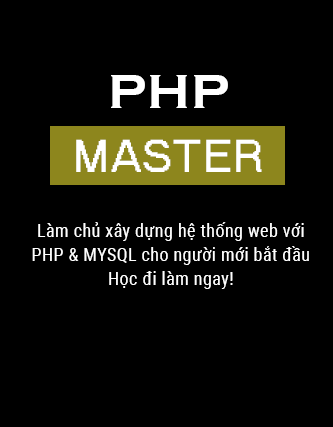 PHP
MASTER
Làm chủ xây dựng hệ thống web với
PHP & MYSQL cho người mới bắt đầu
Học đi làm ngay!